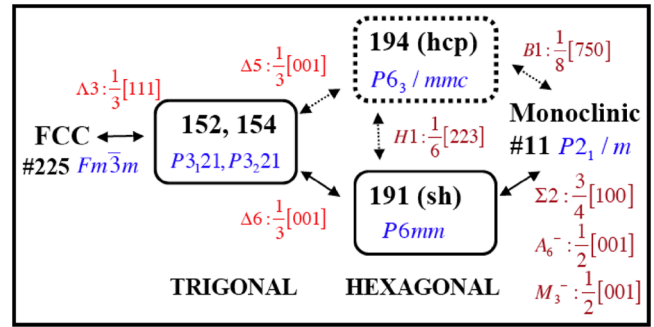 Λ3:1/3[111]
FCC
#225 Fm3̅m
152, 154
P3₁21, P3₂21
Δ5:1/3[001]
Δ6:1/3[001]
194 (hcp)
P6₃ / mmc
H1:1/6[223]
191 (sh)
P6mm
B1:1/8[750]
Monoclinic
#11 P2₁ / m
Σ2:3/4[100]
A₆⁻:1/2[001]
M₃⁻:1/2[001]
TRIGONAL
HEXAGONAL